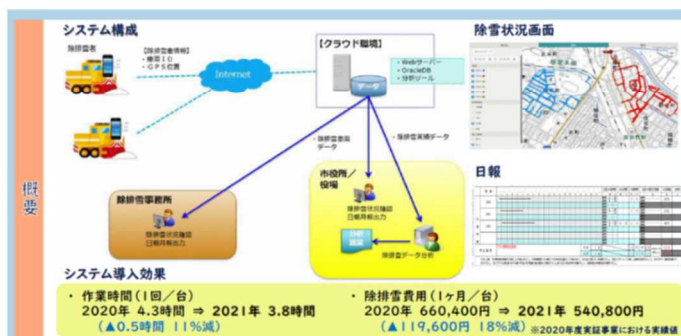 概要
システム構成
除排雪者
【除排雪車情報】
・車両ID
・GPS位置
Internet
【クラウド環境】
・Webサーバー
・OracleDB
・分析ツール
データ
・除排雪車両
データ
・除排雪実績データ
除排雪事務所
除排雪状況確認
日報月報出力
市役所／
役場
除排雪状況確認
日報月報出力
分析
結果
除排雪データ分析
除雪状況画面
日報
システム導入効果
・ 作業時間（1回／台）
2020年 4.3時間 ⇒ 2021年 3.8時間
（▲0.5時間 11％減）
・ 除排雪費用（1ヶ月／台）
2020年 660,400円 ⇒ 2021年 540,800円
（▲119,600円 18％減）
※2020年度実証事業における実績値